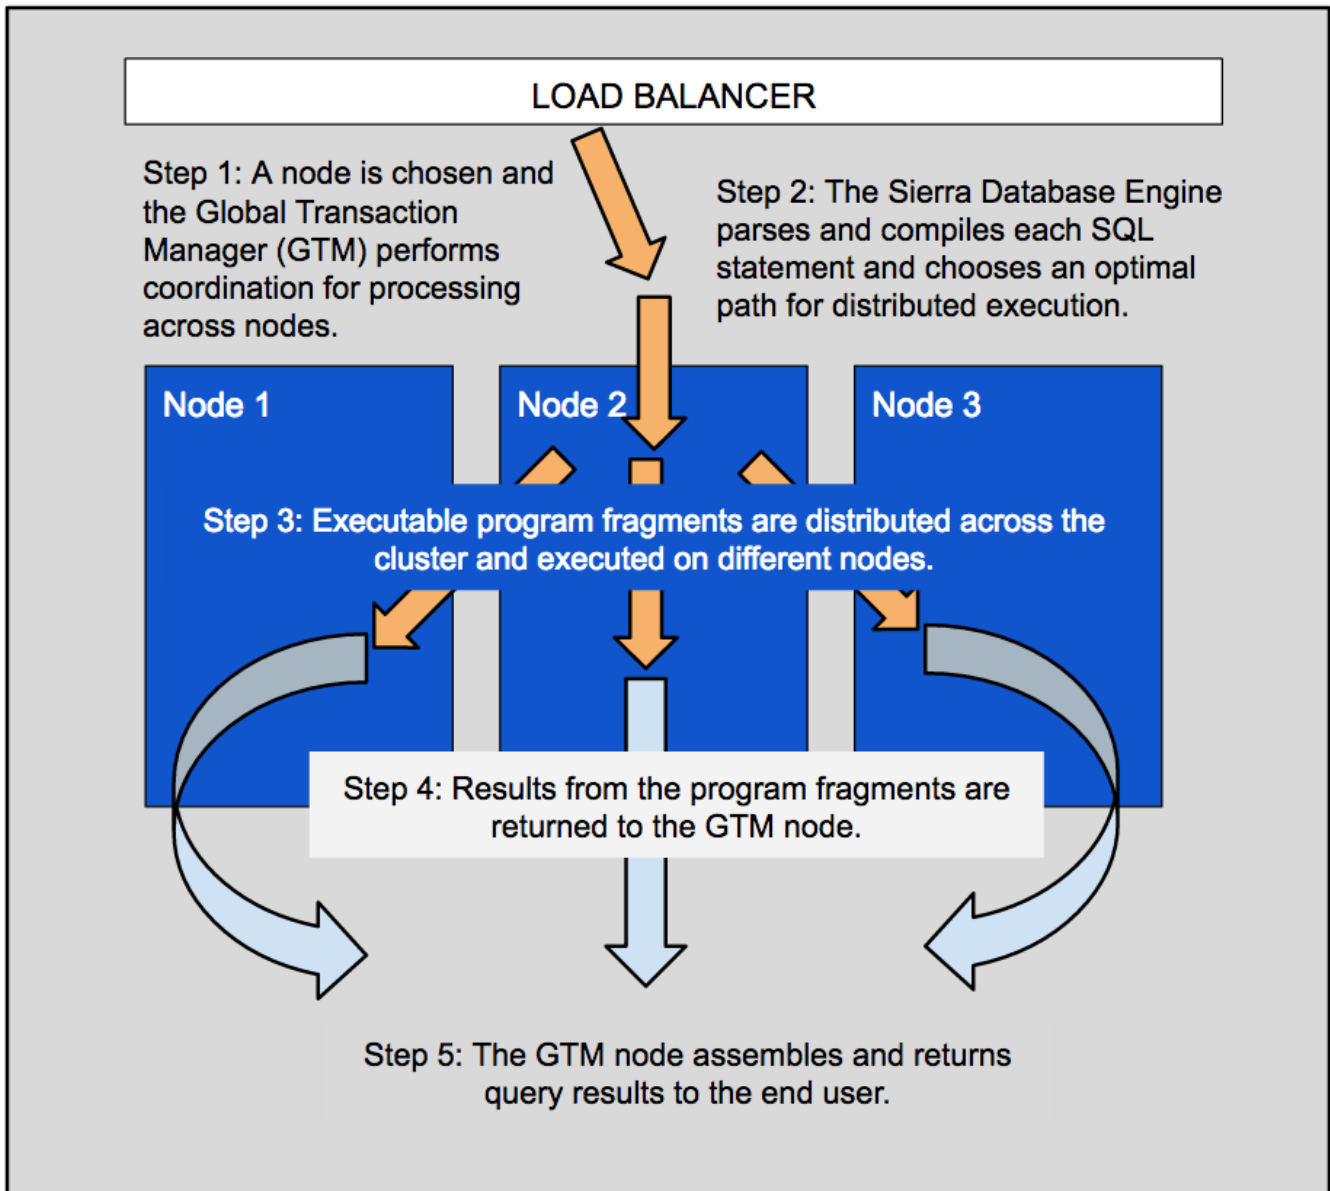 LOAD BALANCER
Step 1: A node is chosen and
the Global Transaction
Manager (GTM) performs
coordination for processing
across nodes.
Step 2: The Sierra Database Engine
parses and compiles each SQL
statement and chooses an optimal
path for distributed execution.
Node 1
Node 2
Node 3
Step 3: Executable program fragments are distributed across the
cluster and executed on different nodes.
Step 4: Results from the program fragments are
returned to the GTM node.
Step 5: The GTM node assembles and returns
query results to the end user.